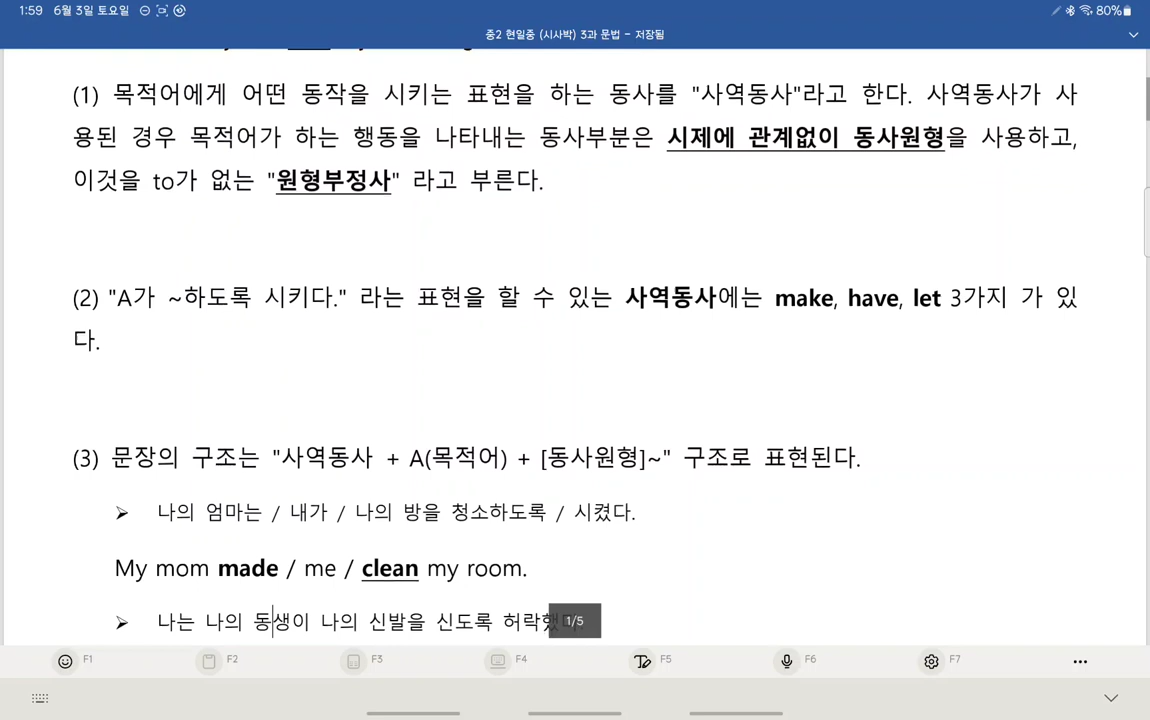 1:59 6월 3일 토요일 80%
중2 현일중 (시사박) 3과 문법 – 저장됨
(1) 목적어에게 어떤 동작을 시키는 표현을 하는 동사를 "사역동사"라고 한다. 사역동사가 사
용된 경우 목적어가 하는 행동을 나타내는 동사부분은 시제에 관계없이 동사원형을 사용하고,
이것을 to가 없는 "원형부정사" 라고 부른다.
(2) "A가 ~하도록 시키다." 라는 표현을 할 수 있는 사역동사에는 make, have, let 3가지 가 있
다.
(3) 문장의 구조는 "사역동사 + A(목적어) + [동사원형]~" 구조로 표현된다.
➢ 나의 엄마는 / 내가 / 나의 방을 청소하도록 / 시켰다.
My mom made / me / clean my room.
➢ 나는 나의 동생이 나의 신발을 신도록 허락했다.
1/5
F1 F2 F3 F4 F5 F6 F7